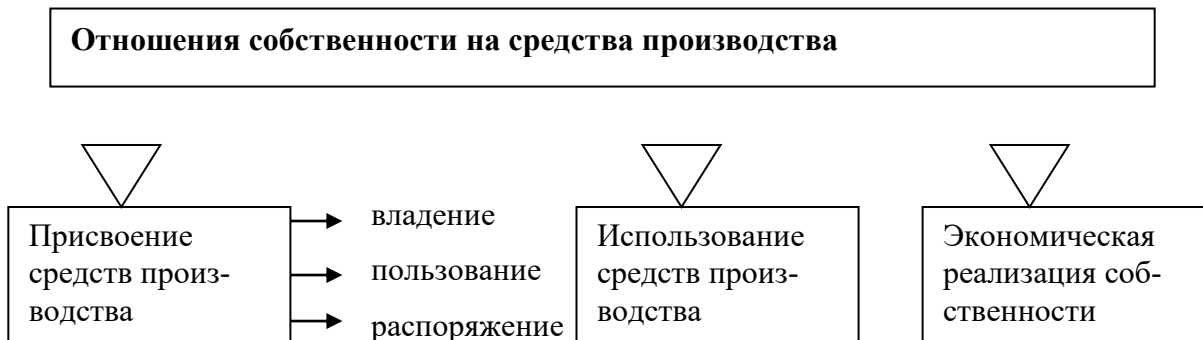 Отношения собственности на средства производства
Присвоение
средств произ-
водства
владение
пользование
распоряжение
Использование
средств произ-
водства
Экономическая
реализация соб-
ственности